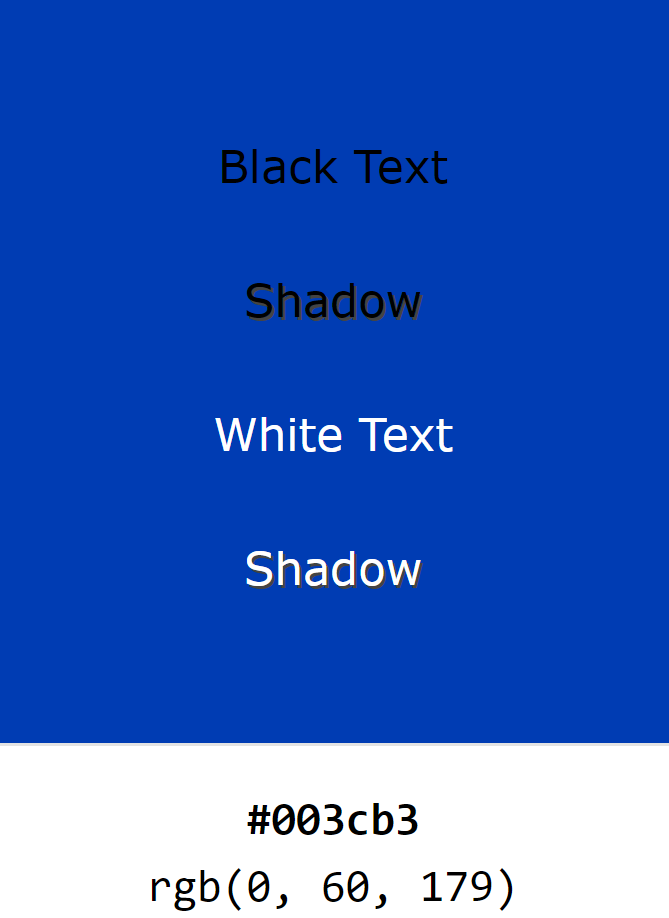 Black Text
Shadow
White Text
Shadow
#003cb3
rgb(0, 60, 179)